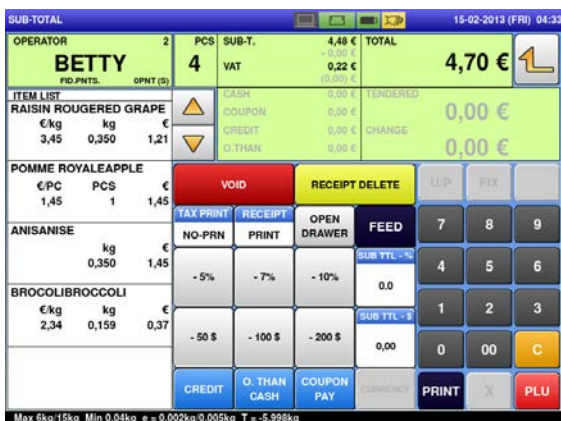 SUB-TOTAL 15-02-2013 (FRI) 04:33
OPERATOR 2
BETTY
FID.PNTS. 0PNT (S)
PCS
4
SUB-T. 4,48 €
- 0,00 €
VAT 0,22 €
(0,00) €
TOTAL
4,70 €
ITEM LIST
RAISIN ROUGERED GRAPE
€/kg kg €
3,45 0,350 1,21
POMME ROYALEAPPLE
€/PC PCS €
1,45 1 1,45
ANISANISE
kg €
0,350 1,45
BROCOLIBROCCOLI
€/kg kg €
2,34 0,159 0,37
CASH 0,00 €
COUPON 0,00 €
CREDIT 0,00 €
O.THAN 0,00 €
TENDERED
0,00 €
CHANGE
0,00 €
VOID
RECEIPT DELETE
U/P
FIX
TAX PRINT
NO-PRN
RECEIPT
PRINT
OPEN
DRAWER
FEED
7 8 9
- 5%
- 7%
- 10%
SUB TTL - %
0.0
4 5 6
- 50 $
- 100 $
- 200 $
SUB TTL - $
0,00
1 2 3
0 00 C
CREDIT
O. THAN
CASH
COUPON
PAY
CURRENCY
PRINT
X
PLU
Max 6kg/15kg Min 0.04kg e = 0.002kg/0.005kg T = -5.998kg